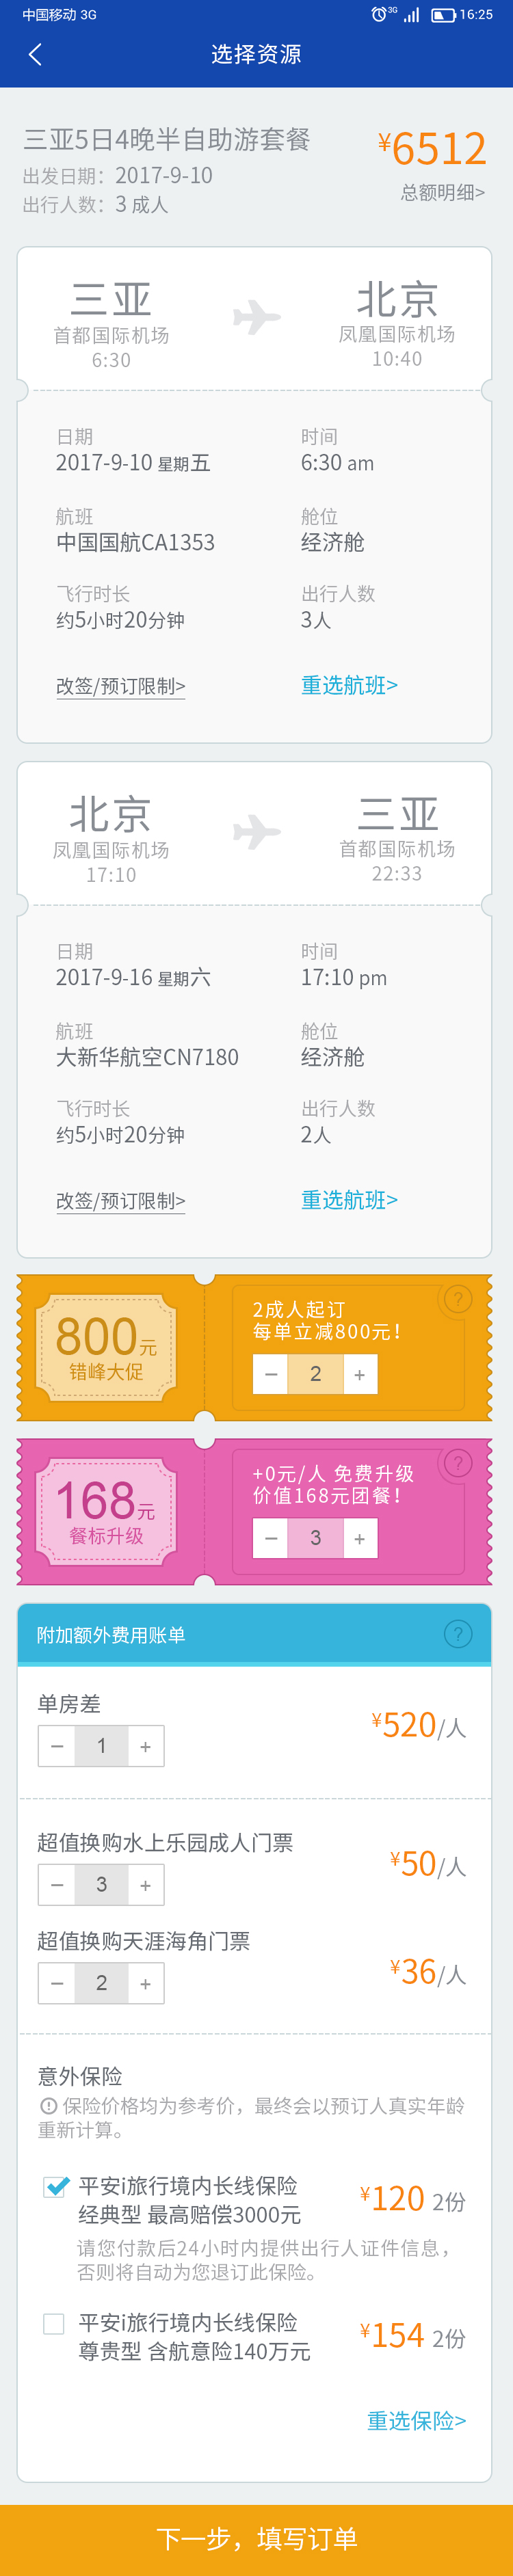 中国移动 3G
3G 16:25
选择资源
三亚5日4晚半自助游套餐
¥6512
出发日期：2017-9-10
总额明细>
出行人数：3 成人
三亚
北京
首都国际机场
凤凰国际机场
6:30
10:40
日期
时间
2017-9-10 星期五
6:30 am
航班
舱位
中国国航CA1353
经济舱
飞行时长
出行人数
约5小时20分钟
3人
改签/预订限制>
重选航班>
北京
三亚
凤凰国际机场
首都国际机场
17:10
22:33
日期
时间
2017-9-16 星期六
17:10 pm
航班
舱位
大新华航空CN7180
经济舱
飞行时长
出行人数
约5小时20分钟
2人
改签/预订限制>
重选航班>
800元
错峰大促
2成人起订
每单立减800元！
?
− 2 +
168元
餐标升级
+0元/人 免费升级
价值168元团餐！
?
− 3 +
附加额外费用账单
?
单房差
¥520/人
− 1 +
超值换购水上乐园成人门票
¥50/人
− 3 +
超值换购天涯海角门票
¥36/人
− 2 +
意外保险
保险价格均为参考价，最终会以预订人真实年龄
重新计算。
平安i旅行境内长线保险
经典型 最高赔偿3000元
¥120 2份
请您付款后24小时内提供出行人证件信息，
否则将自动为您退订此保险。
平安i旅行境内长线保险
尊贵型 含航意险140万元
¥154 2份
重选保险>
下一步，填写订单